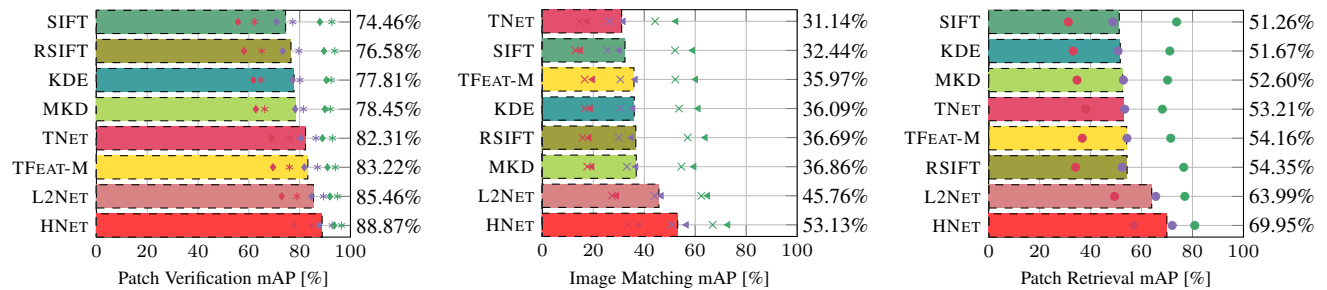 SIFT 74.46%
RSIFT 76.58%
KDE 77.81%
MKD 78.45%
TNET 82.31%
TFEAT-M 83.22%
L2NET 85.46%
HNET 88.87%
0 20 40 60 80 100
Patch Verification mAP [%]
TNET 31.14%
SIFT 32.44%
TFEAT-M 35.97%
KDE 36.09%
RSIFT 36.69%
MKD 36.86%
L2NET 45.76%
HNET 53.13%
0 20 40 60 80 100
Image Matching mAP [%]
SIFT 51.26%
KDE 51.67%
MKD 52.60%
TNET 53.21%
TFEAT-M 54.16%
RSIFT 54.35%
L2NET 63.99%
HNET 69.95%
0 20 40 60 80 100
Patch Retrieval mAP [%]